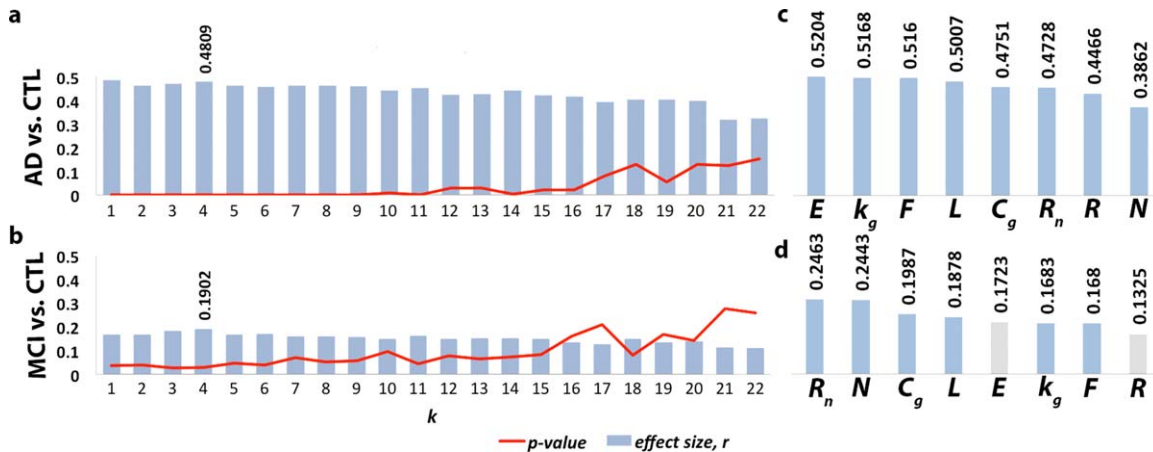 a
AD vs. CTL
0.4809
0.5
0.4
0.3
0.2
0.1
0
1 2 3 4 5 6 7 8 9 10 11 12 13 14 15 16 17 18 19 20 21 22
b
MCI vs. CTL
0.1902
0.5
0.4
0.3
0.2
0.1
0
1 2 3 4 5 6 7 8 9 10 11 12 13 14 15 16 17 18 19 20 21 22
k
p-value effect size, r
c
0.5204 0.5168 0.516 0.5007 0.4751 0.4728 0.4466 0.3862
E kg F L Cg Rn R N
d
0.2463 0.2443 0.1987 0.1878 0.1723 0.1683 0.168 0.1325
Rn N Cg L E kg F R